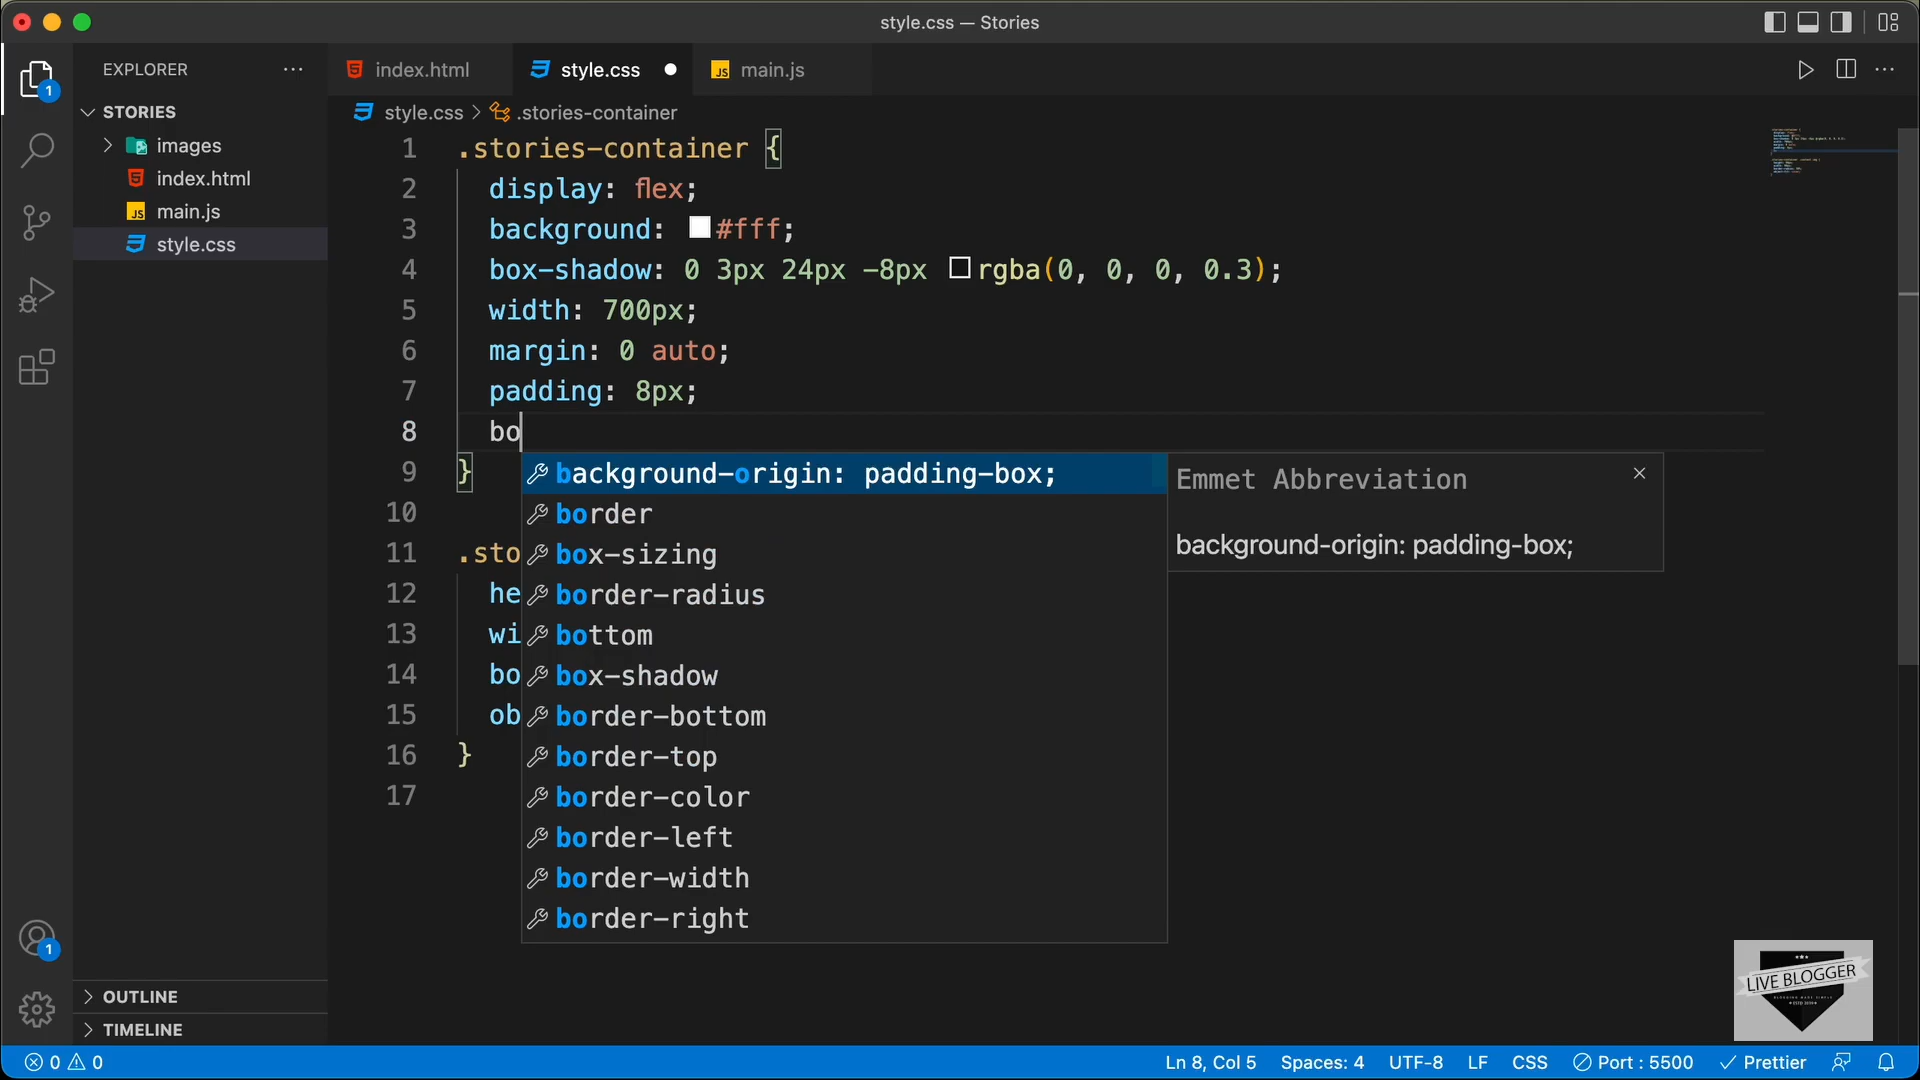 style.css — Stories
EXPLORER
index.html
style.css
main.js
1
STORIES
images
index.html
main.js
style.css
style.css > .stories-container
1 .stories-container {
2 display: flex;
3 background: #fff;
4 box-shadow: 0 3px 24px -8px rgba(0, 0, 0, 0.3);
5 width: 700px;
6 margin: 0 auto;
7 padding: 8px;
8 bo
9 }
background-origin: padding-box;
Emmet Abbreviation
background-origin: padding-box;
10
border
11 .sto
box-sizing
12 he
border-radius
13 wi
bottom
14 bo
box-shadow
15 ob
border-bottom
16 }
border-top
17
border-color
border-left
border-width
border-right
1
OUTLINE
TIMELINE
LIVE BLOGGER
0 0
Ln 8, Col 5 Spaces: 4 UTF-8 LF CSS Port : 5500 Prettier